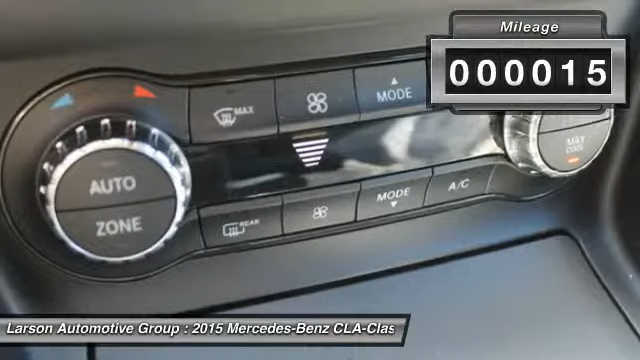 Mileage
000015
MAX
MODE
AUTO
ZONE
REAR
MODE
A/C
MAX
COOL
Larson Automotive Group : 2015 Mercedes-Benz CLA-Clas